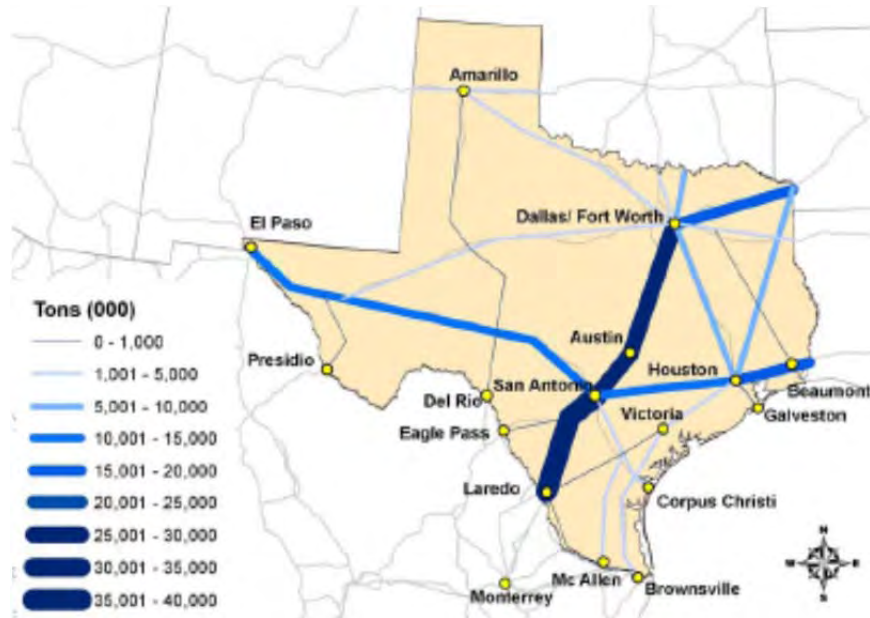 Amarillo
Dallas/ Fort Worth
El Paso
Tons (000)
0 - 1,000
1,001 - 5,000
5,001 - 10,000
10,001 - 15,000
15,001 - 20,000
20,001 - 25,000
25,001 - 30,000
30,001 - 35,000
35,001 - 40,000
Presidio
Austin
Houston
Del Rio
San Antonio
Beaumont
Victoria
Galveston
Eagle Pass
Laredo
Corpus Christi
Mc Allen
Brownsville
Monterrey
N
W
E
S